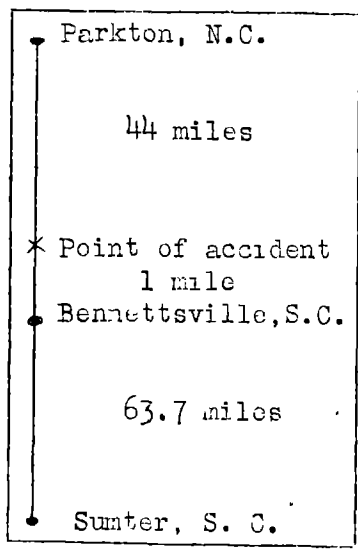 Parkton, N.C.
44 miles
Point of accident
1 mile
Bennettsville, S.C.
63.7 miles
Sumter, S. C.